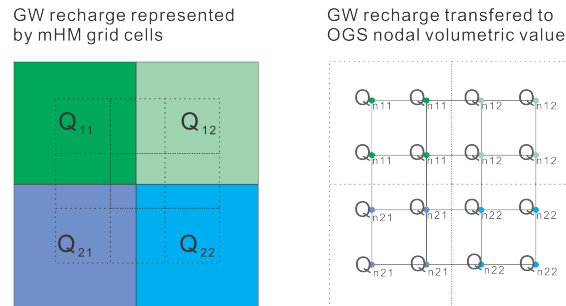 GW recharge represented
by mHM grid cells
GW recharge transfered to
OGS nodal volumetric value
Q11 Q12
Q21 Q22
Qn11 Qn11 Qn12 Qn12
Qn11 Qn11 Qn12 Qn12
Qn21 Qn21 Qn22 Qn22
Qn21 Qn21 Qn22 Qn22